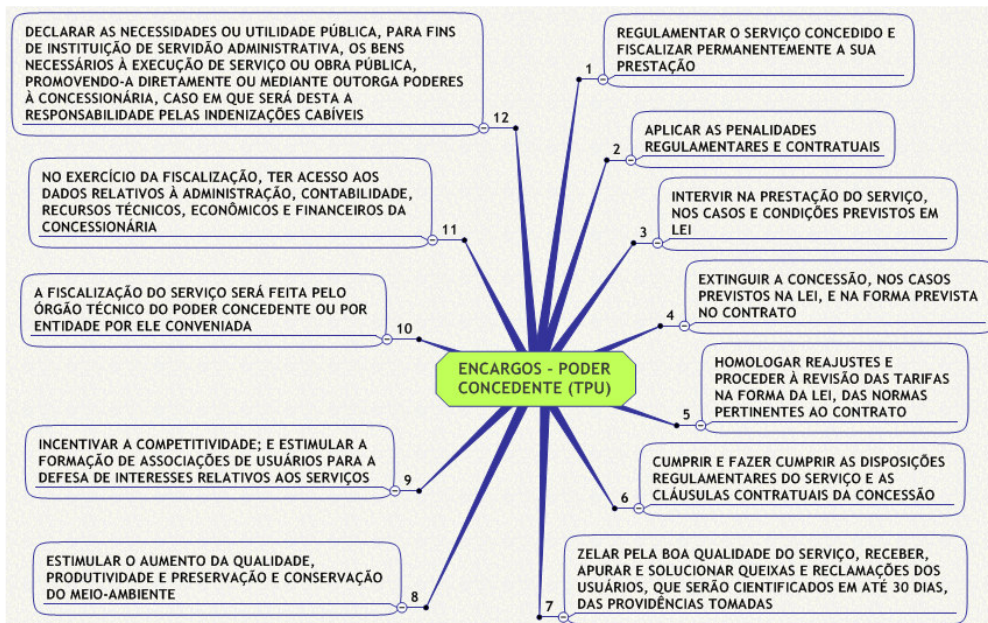 ENCARGOS - PODER
CONCEDENTE (TPU)
1
REGULAMENTAR O SERVIÇO CONCEDIDO E
FISCALIZAR PERMANENTEMENTE A SUA
PRESTAÇÃO
2
APLICAR AS PENALIDADES
REGULAMENTARES E CONTRATUAIS
3
INTERVIR NA PRESTAÇÃO DO SERVIÇO,
NOS CASOS E CONDIÇÕES PREVISTOS EM
LEI
4
EXTINGUIR A CONCESSÃO, NOS CASOS
PREVISTOS NA LEI, E NA FORMA PREVISTA
NO CONTRATO
5
HOMOLOGAR REAJUSTES E
PROCEDER À REVISÃO DAS TARIFAS
NA FORMA DA LEI, DAS NORMAS
PERTINENTES AO CONTRATO
6
CUMPRIR E FAZER CUMPRIR AS DISPOSIÇÕES
REGULAMENTARES DO SERVIÇO E AS
CLÁUSULAS CONTRATUAIS DA CONCESSÃO
7
ZELAR PELA BOA QUALIDADE DO SERVIÇO, RECEBER,
APURAR E SOLUCIONAR QUEIXAS E RECLAMAÇÕES DOS
USUÁRIOS, QUE SERÃO CIENTIFICADOS EM ATÉ 30 DIAS,
DAS PROVIDÊNCIAS TOMADAS
8
ESTIMULAR O AUMENTO DA QUALIDADE,
PRODUTIVIDADE E PRESERVAÇÃO E CONSERVAÇÃO
DO MEIO-AMBIENTE
9
INCENTIVAR A COMPETITIVIDADE; E ESTIMULAR A
FORMAÇÃO DE ASSOCIAÇÕES DE USUÁRIOS PARA A
DEFESA DE INTERESSES RELATIVOS AOS SERVIÇOS
10
A FISCALIZAÇÃO DO SERVIÇO SERÁ FEITA PELO
ÓRGÃO TÉCNICO DO PODER CONCEDENTE OU POR
ENTIDADE POR ELE CONVENIADA
11
NO EXERCÍCIO DA FISCALIZAÇÃO, TER ACESSO AOS
DADOS RELATIVOS À ADMINISTRAÇÃO, CONTABILIDADE,
RECURSOS TÉCNICOS, ECONÔMICOS E FINANCEIROS DA
CONCESSIONÁRIA
12
DECLARAR AS NECESSIDADES OU UTILIDADE PÚBLICA, PARA FINS
DE INSTITUIÇÃO DE SERVIDÃO ADMINISTRATIVA, OS BENS
NECESSÁRIOS À EXECUÇÃO DE SERVIÇO OU OBRA PÚBLICA,
PROMOVENDO-A DIRETAMENTE OU MEDIANTE OUTORGA PODERES
À CONCESSIONÁRIA, CASO EM QUE SERÁ DESTA A
RESPONSABILIDADE PELAS INDENIZAÇÕES CABÍVEIS